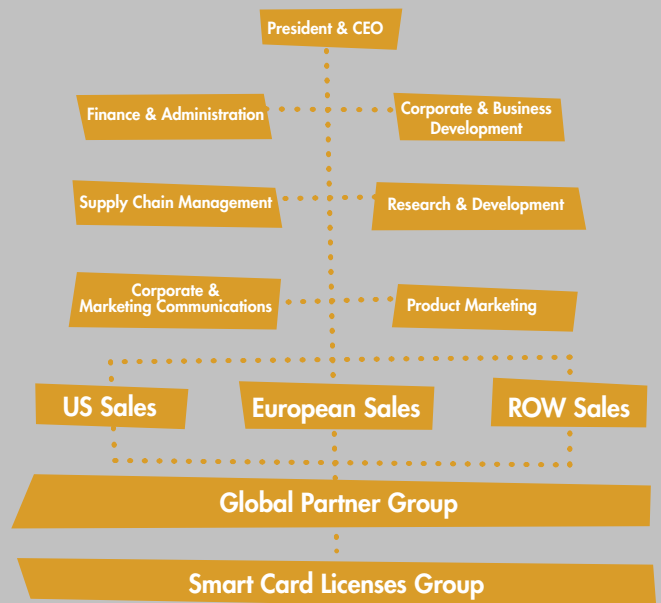 President & CEO
Finance & Administration
Corporate & Business
Development
Supply Chain Management
Research & Development
Corporate &
Marketing Communications
Product Marketing
US Sales
European Sales
ROW Sales
Global Partner Group
Smart Card Licenses Group